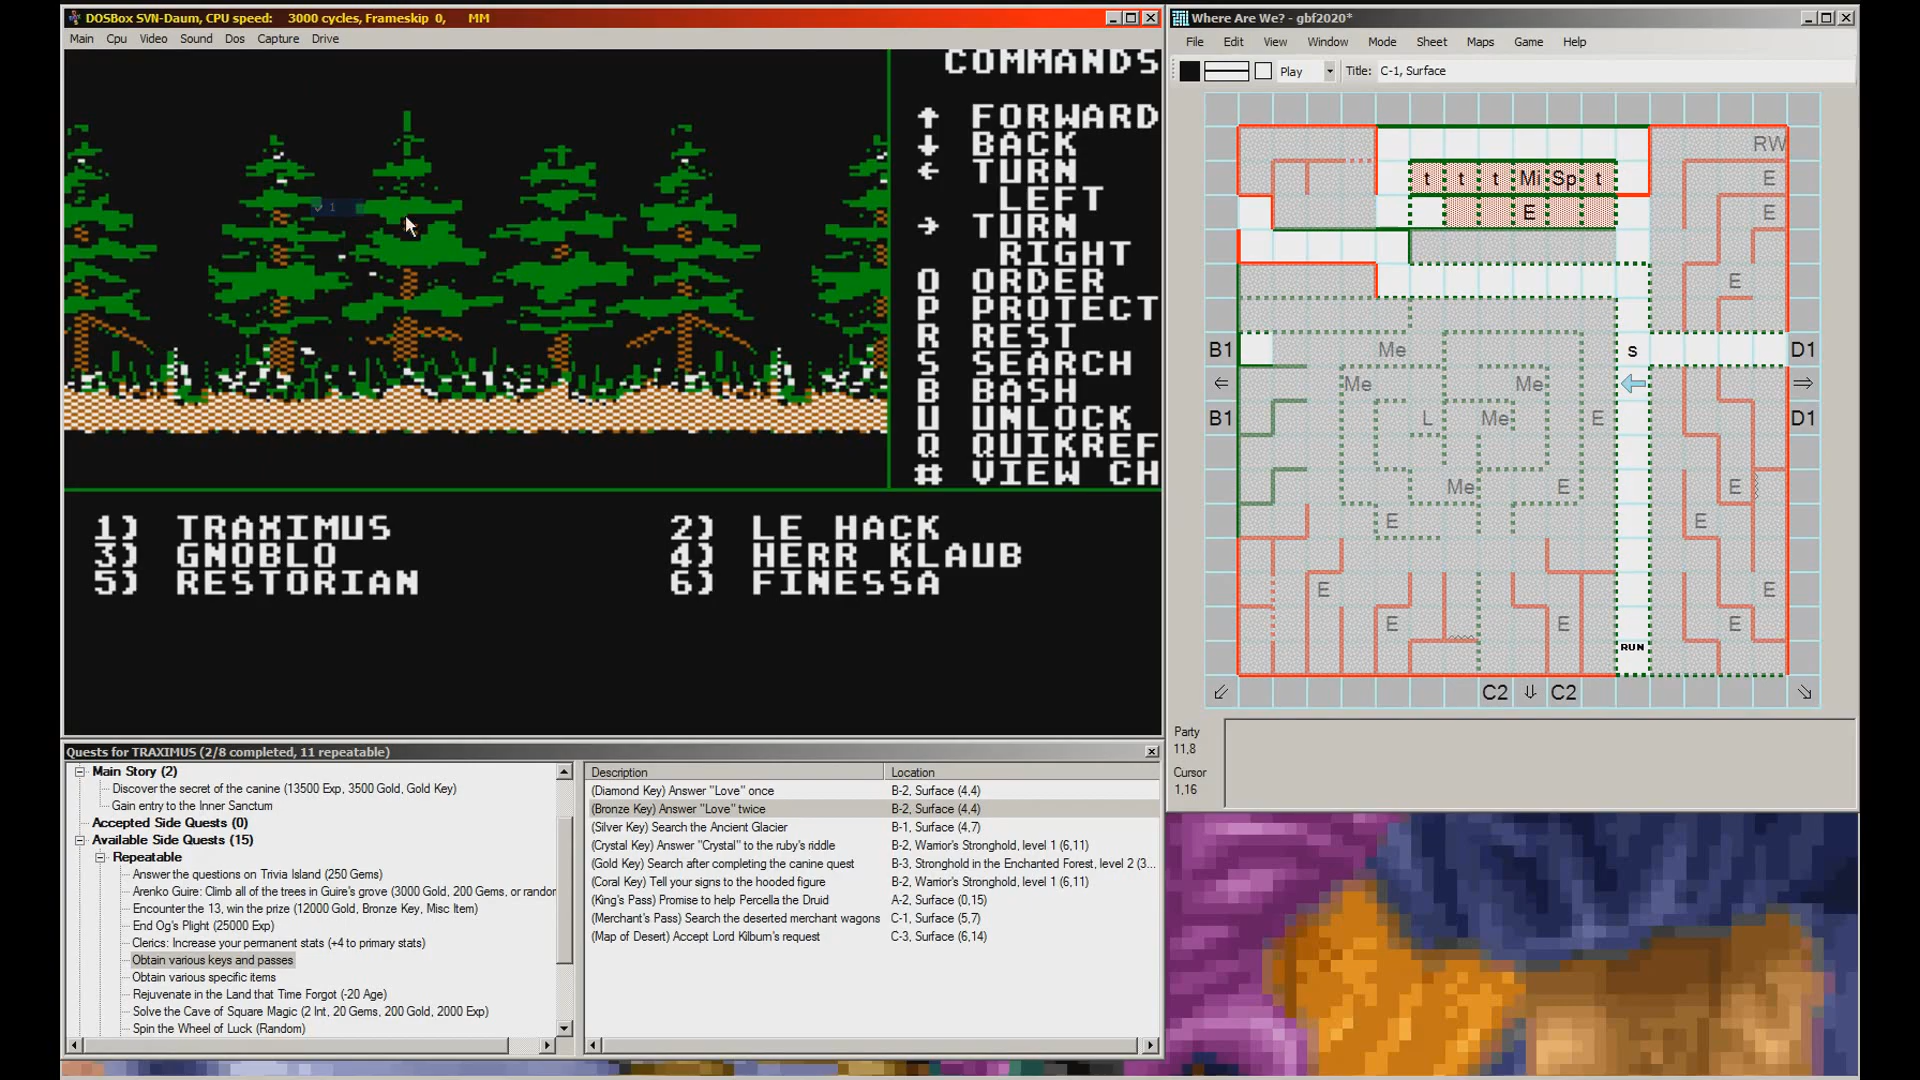 DOSBox SVN-Daum, CPU speed: 3000 cycles, Frameskip 0, MM
Main Cpu Video Sound Dos Capture Drive
COMMANDS
FORWARD
BACK
TURN
LEFT
TURN
RIGHT
O ORDER
P PROTECT
R REST
S SEARCH
B BASH
U UNLOCK
Q QUIKREF
# VIEW CH
1
1) TRAXIMUS 2) LE HACK
3) GNOBLO 4) HERR KLAUB
5) RESTORIAN 6) FINESSA
Where Are We? - gbf2020*
File Edit View Window Mode Sheet Maps Game Help
Play Title: C-1, Surface
RW
t t t Mi Sp t E
E E
E
B1 Me s D1
Me Me
B1 L Me E D1
Me E E
E E
E E
E E E
RUN
C2 C2
Party
11,8
Cursor
1,16
Quests for TRAXIMUS (2/8 completed, 11 repeatable)
Main Story (2)
Discover the secret of the canine (13500 Exp, 3500 Gold, Gold Key)
Gain entry to the Inner Sanctum
Accepted Side Quests (0)
Available Side Quests (15)
Repeatable
Answer the questions on Trivia Island (250 Gems)
Arenko Guire: Climb all of the trees in Guire's grove (3000 Gold, 200 Gems, or randor
Encounter the 13, win the prize (12000 Gold, Bronze Key, Misc Item)
End Og's Plight (25000 Exp)
Clerics: Increase your permanent stats (+4 to primary stats)
Obtain various keys and passes
Obtain various specific items
Rejuvenate in the Land that Time Forgot (-20 Age)
Solve the Cave of Square Magic (2 Int, 20 Gems, 200 Gold, 2000 Exp)
Spin the Wheel of Luck (Random)
Description Location
(Diamond Key) Answer "Love" once B-2, Surface (4,4)
(Bronze Key) Answer "Love" twice B-2, Surface (4,4)
(Silver Key) Search the Ancient Glacier B-1, Surface (4,7)
(Crystal Key) Answer "Crystal" to the ruby's riddle B-2, Warrior's Stronghold, level 1 (6,11)
(Gold Key) Search after completing the canine quest B-3, Stronghold in the Enchanted Forest, level 2 (3...
(Coral Key) Tell your signs to the hooded figure B-2, Warrior's Stronghold, level 1 (6,11)
(King's Pass) Promise to help Percella the Druid A-2, Surface (0,15)
(Merchant's Pass) Search the deserted merchant wagons C-1, Surface (5,7)
(Map of Desert) Accept Lord Kilburn's request C-3, Surface (6,14)